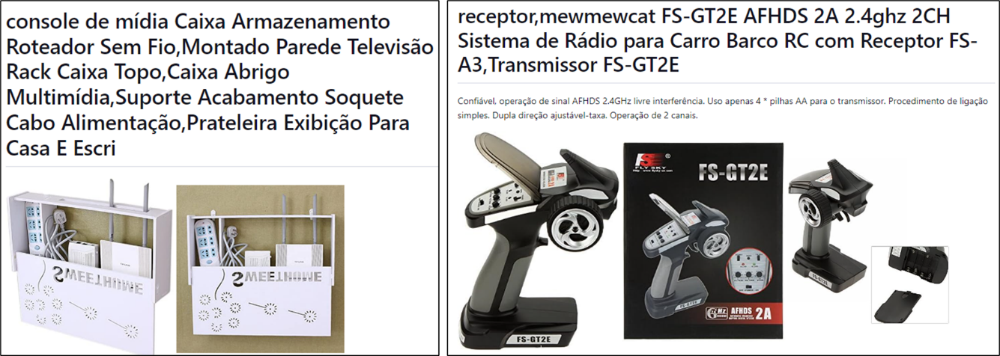 console de mídia Caixa Armazenamento
Roteador Sem Fio,Montado Parede Televisão
Rack Caixa Topo,Caixa Abrigo
Multimídia,Suporte Acabamento Soquete
Cabo Alimentação,Prateleira Exibição Para
Casa E Escri
SWEETHOME
SWEETHOME
receptor,mewmewcat FS-GT2E AFHDS 2A 2.4ghz 2CH
Sistema de Rádio para Carro Barco RC com Receptor FS-
A3,Transmissor FS-GT2E
Confiável, operação de sinal AFHDS 2.4GHz livre interferência. Uso apenas 4 * pilhas AA para o transmissor. Procedimento de ligação
simples. Dupla direção ajustável-taxa. Operação de 2 canais.
FLY SKY
FS-GT2E
FS-GT2E
FS-GT2E
FS-GT2E
AFHDS
2A